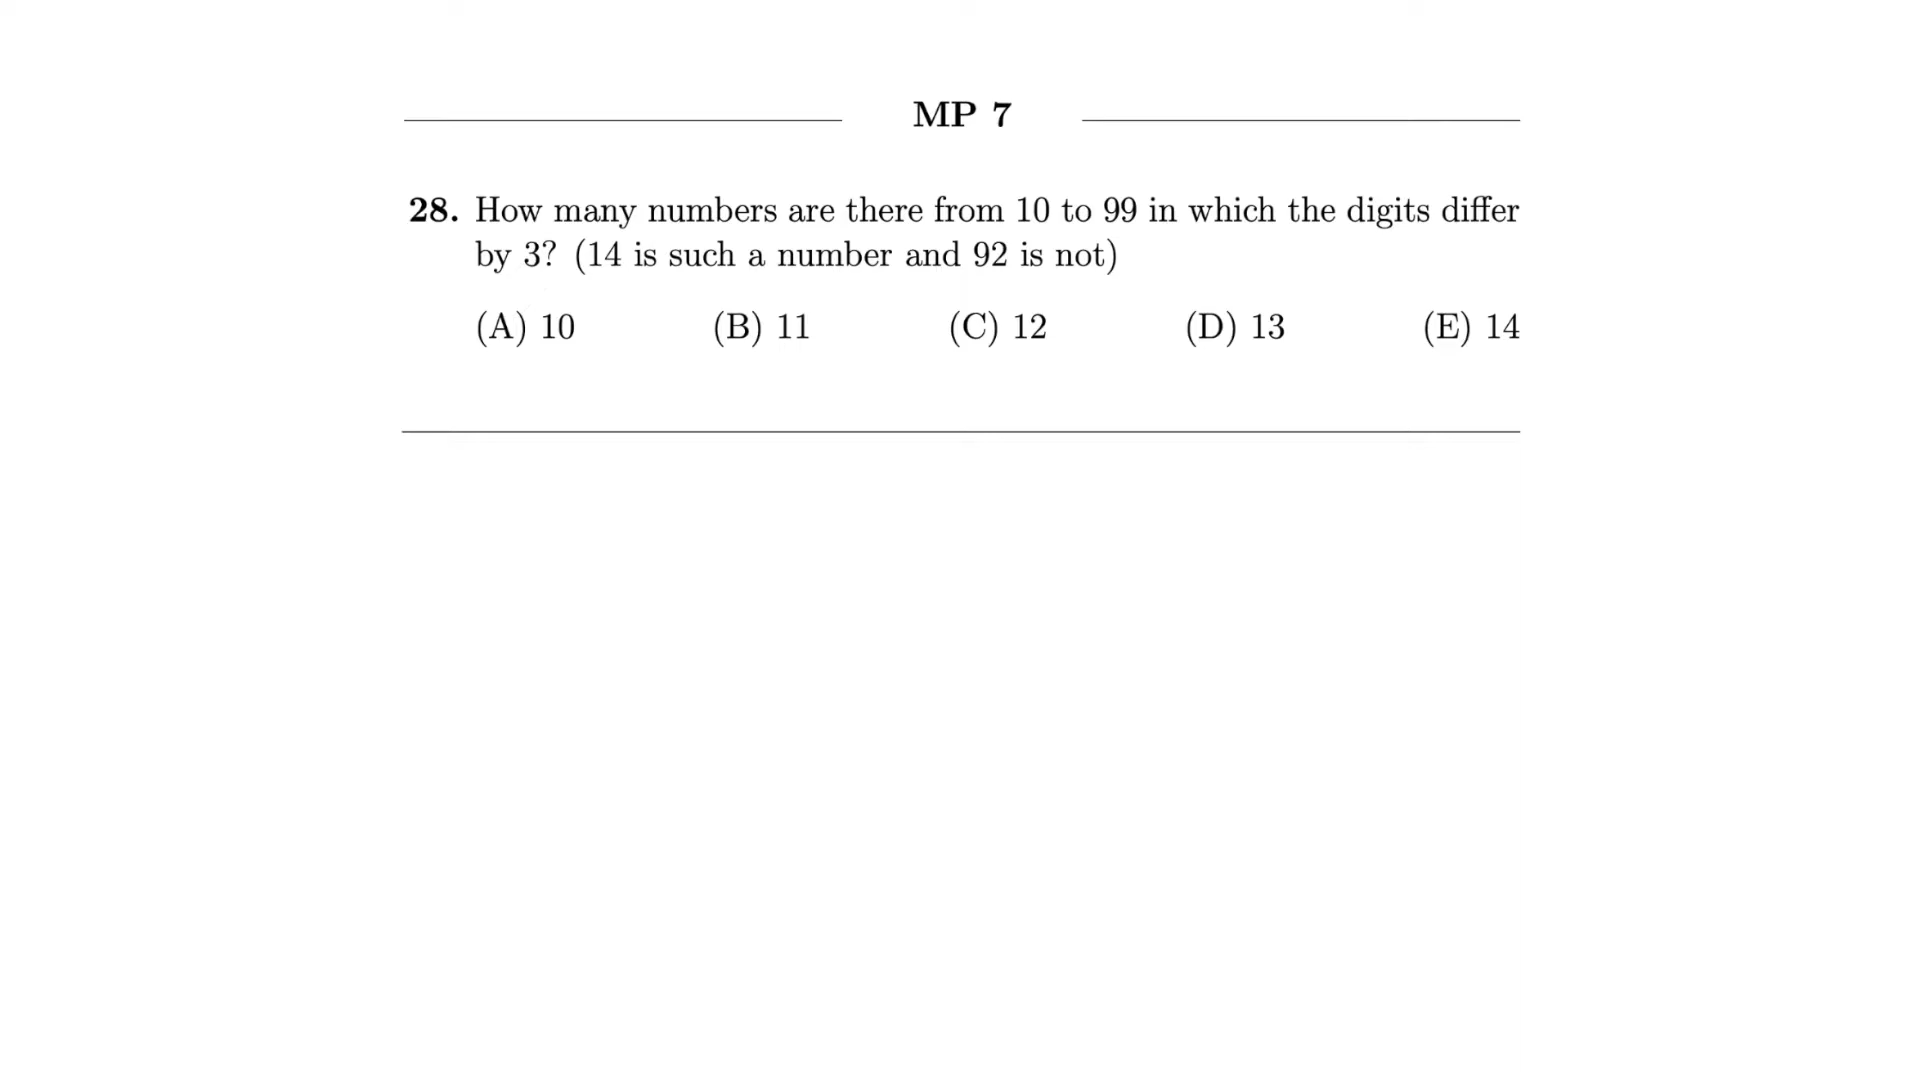 MP 7
28. How many numbers are there from 10 to 99 in which the digits differ
by 3? (14 is such a number and 92 is not)
(A) 10 (B) 11 (C) 12 (D) 13 (E) 14